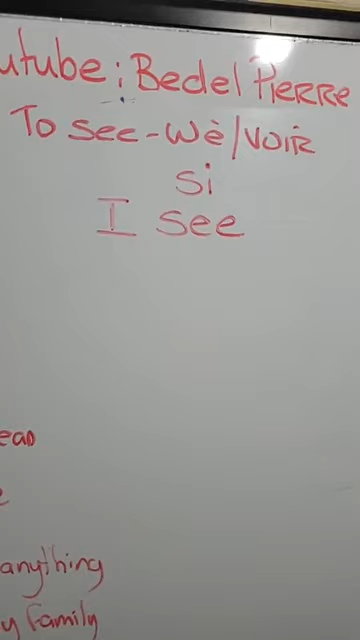 utube: Bedel Pierre
To see-wè/voir
si
I see
ead
e
anything
y family